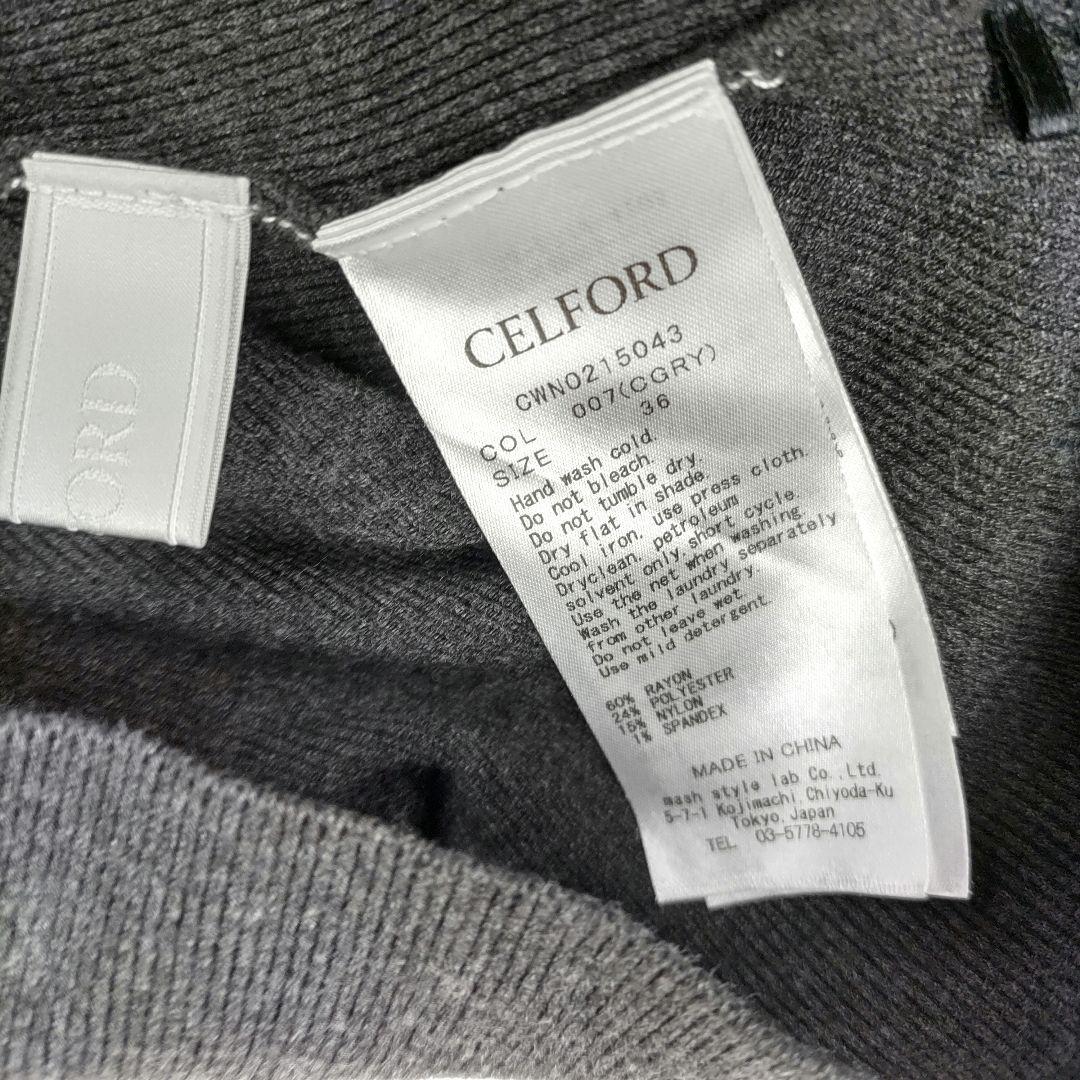 ORD
CELFORD
CWNO215043
COL 007(CGRY)
SIZE 36
Hand wash cold.
Do not bleach.
Do not tumble dry.
Dry flat in shade.
Cool iron. use press cloth.
Dryclean, petroleum
solvent only,short cycle.
Use the net when washing
Wash the laundry separately
from other laundry.
Do not leave wet.
Use mild detergent.
60% RAYON
24% POLYESTER
15% NYLON
1% SPANDEX
MADE IN CHINA
mash style lab Co.,Ltd.
5-7-1 Kojimachi,Chiyoda-Ku
Tokyo,Japan
TEL. 03-5778-4105